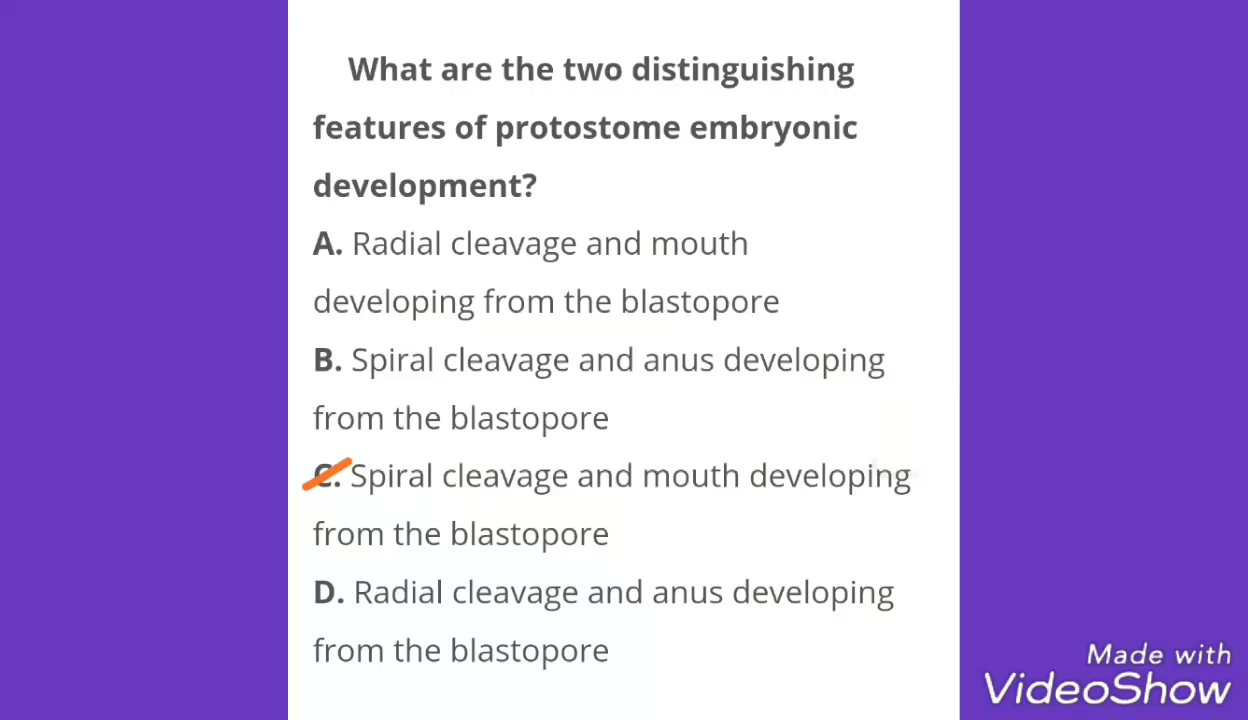 What are the two distinguishing
features of protostome embryonic
development?
A. Radial cleavage and mouth
developing from the blastopore
B. Spiral cleavage and anus developing
from the blastopore
C. Spiral cleavage and mouth developing
from the blastopore
D. Radial cleavage and anus developing
from the blastopore
Made with
VideoShow